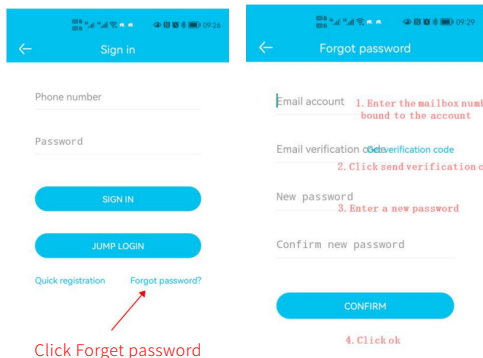 09:26
Sign in
Phone number
Password
SIGN IN
JUMP LOGIN
Quick registration
Forgot password?
Click Forget password
09:29
Forgot password
Email account
1. Enter the mailbox numb
bound to the account
Email verification code
Get verification code
2. Click send verification c
New password
3. Enter a new password
Confirm new password
CONFIRM
4. Click ok